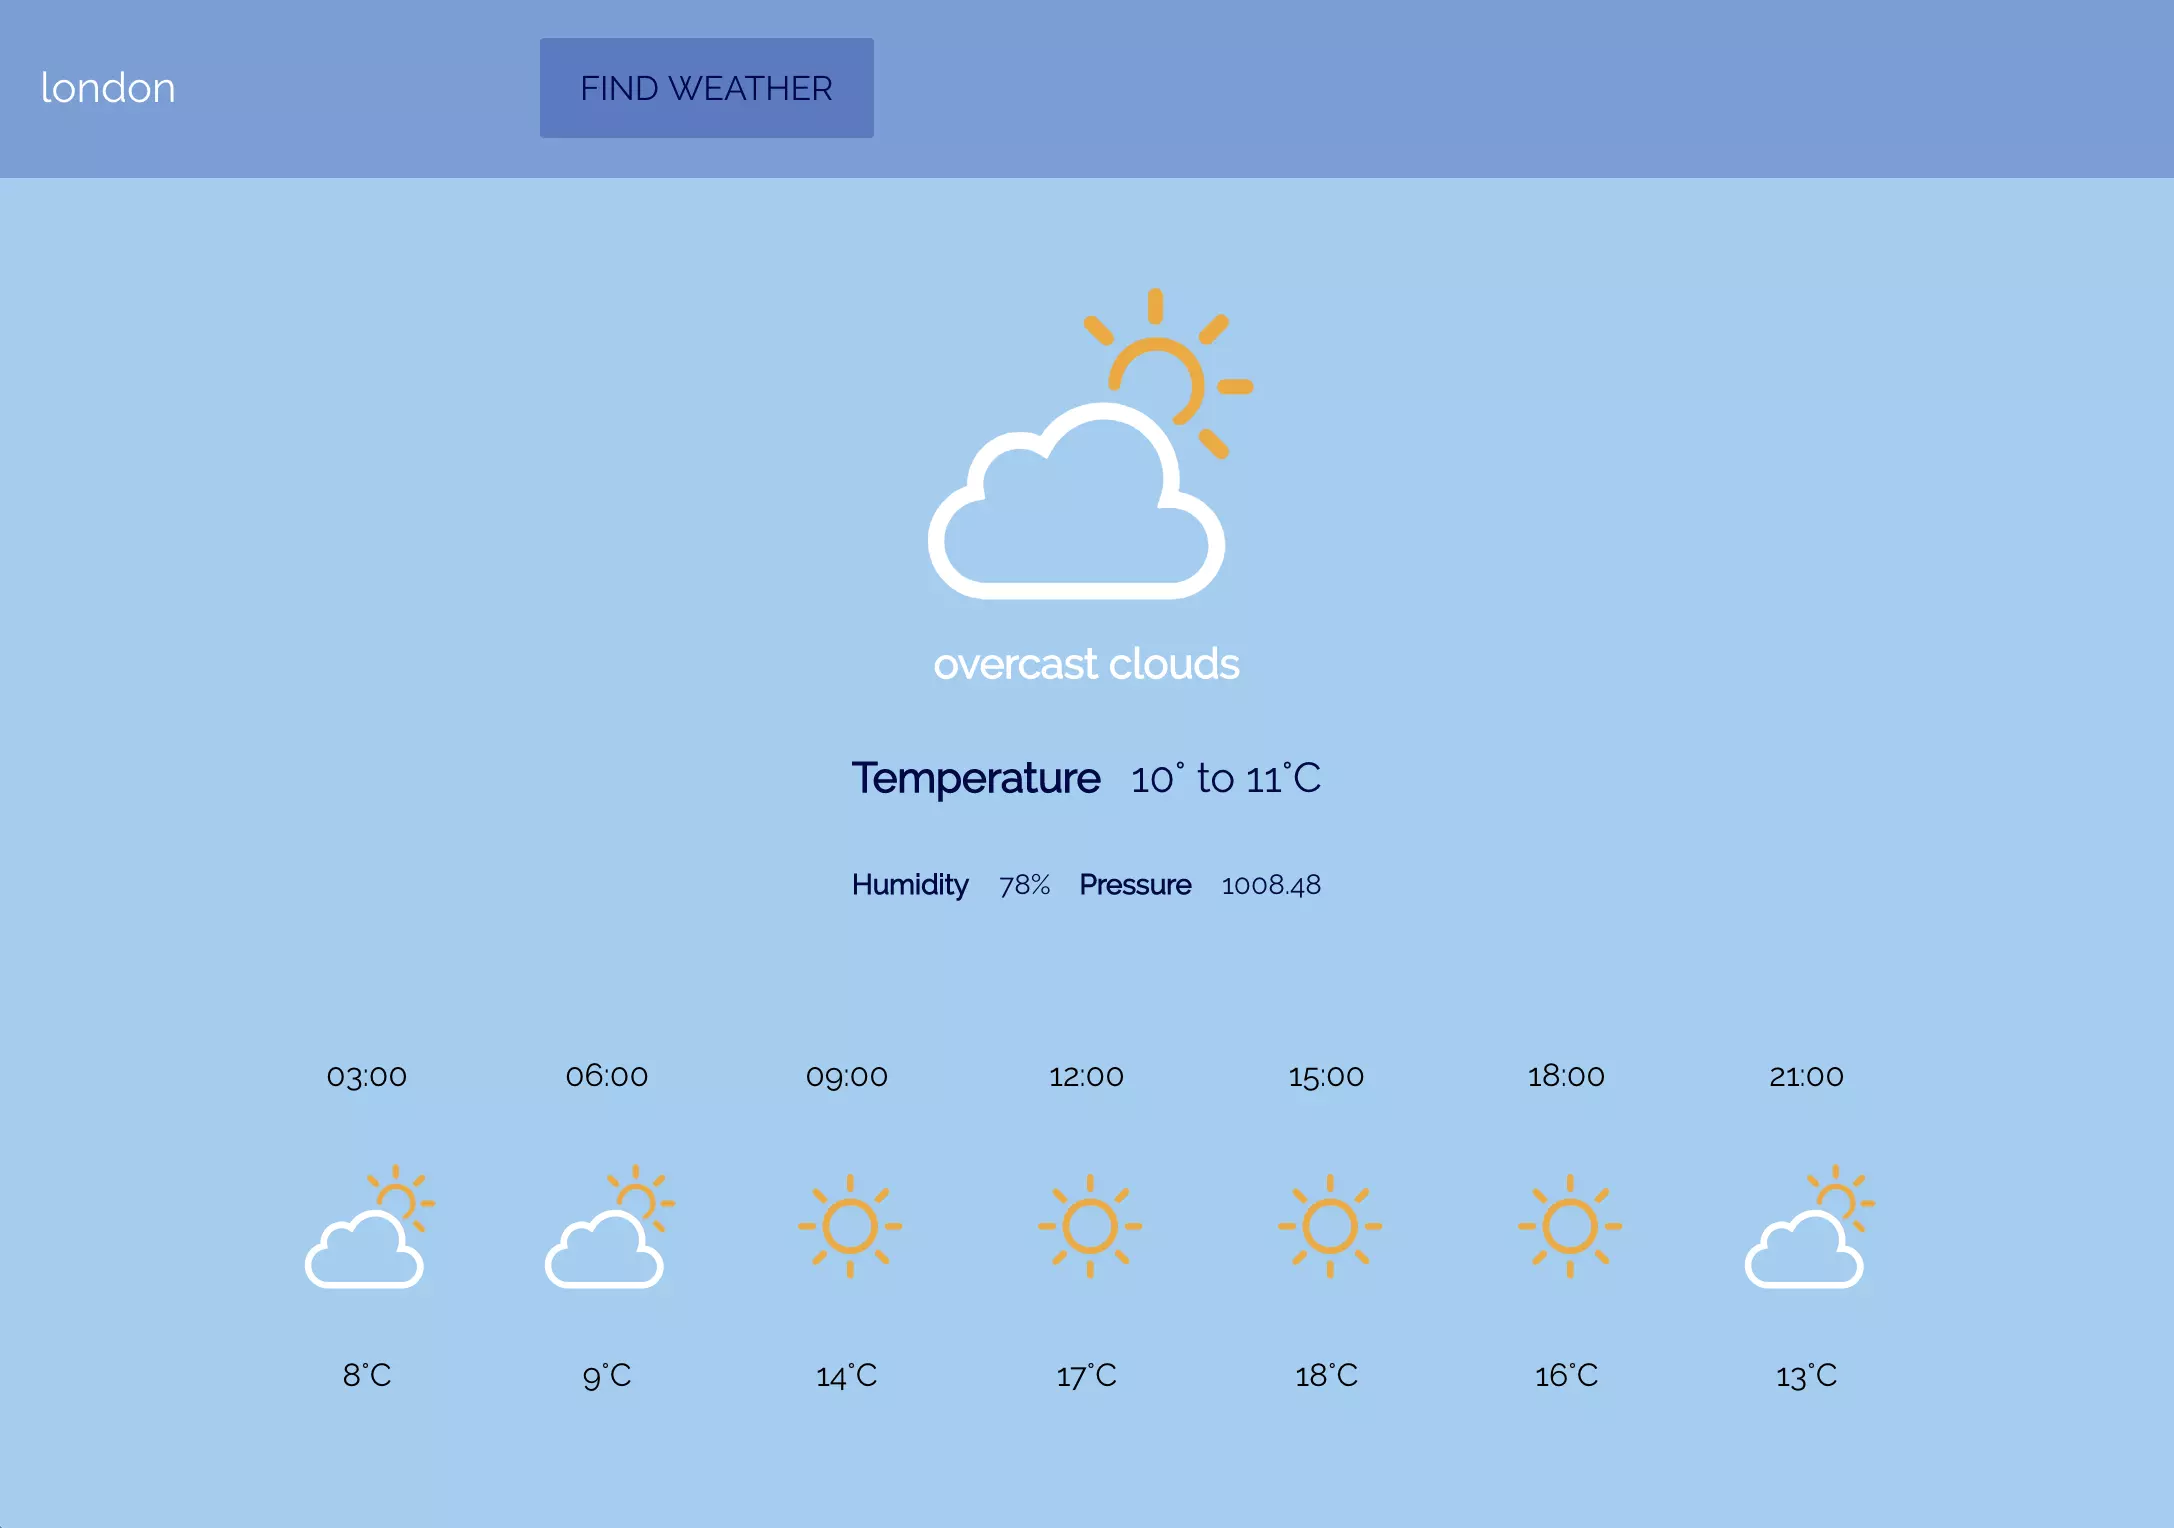 london
FIND WEATHER
overcast clouds
Temperature 10° to 11°C
Humidity 78% Pressure 1008.48
03:00 06:00 09:00 12:00 15:00 18:00 21:00
8°C 9°C 14°C 17°C 18°C 16°C 13°C